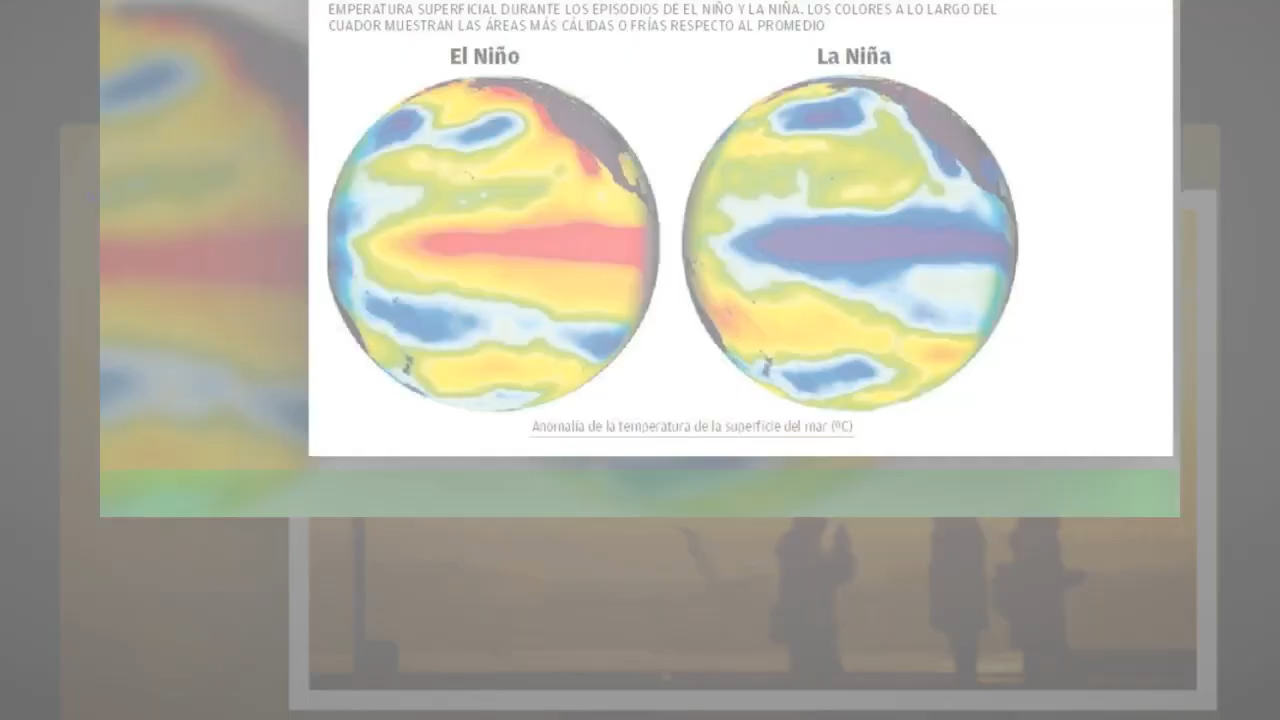 EMPERATURA SUPERFICIAL DURANTE LOS EPISODIOS DE EL NIÑO Y LA NIÑA. LOS COLORES A LO LARGO DEL
CUADOR MUESTRAN LAS ÁREAS MÁS CÁLIDAS O FRÍAS RESPECTO AL PROMEDIO
El Niño
La Niña
Anomalía de la temperatura de la superficie del mar (ºC)